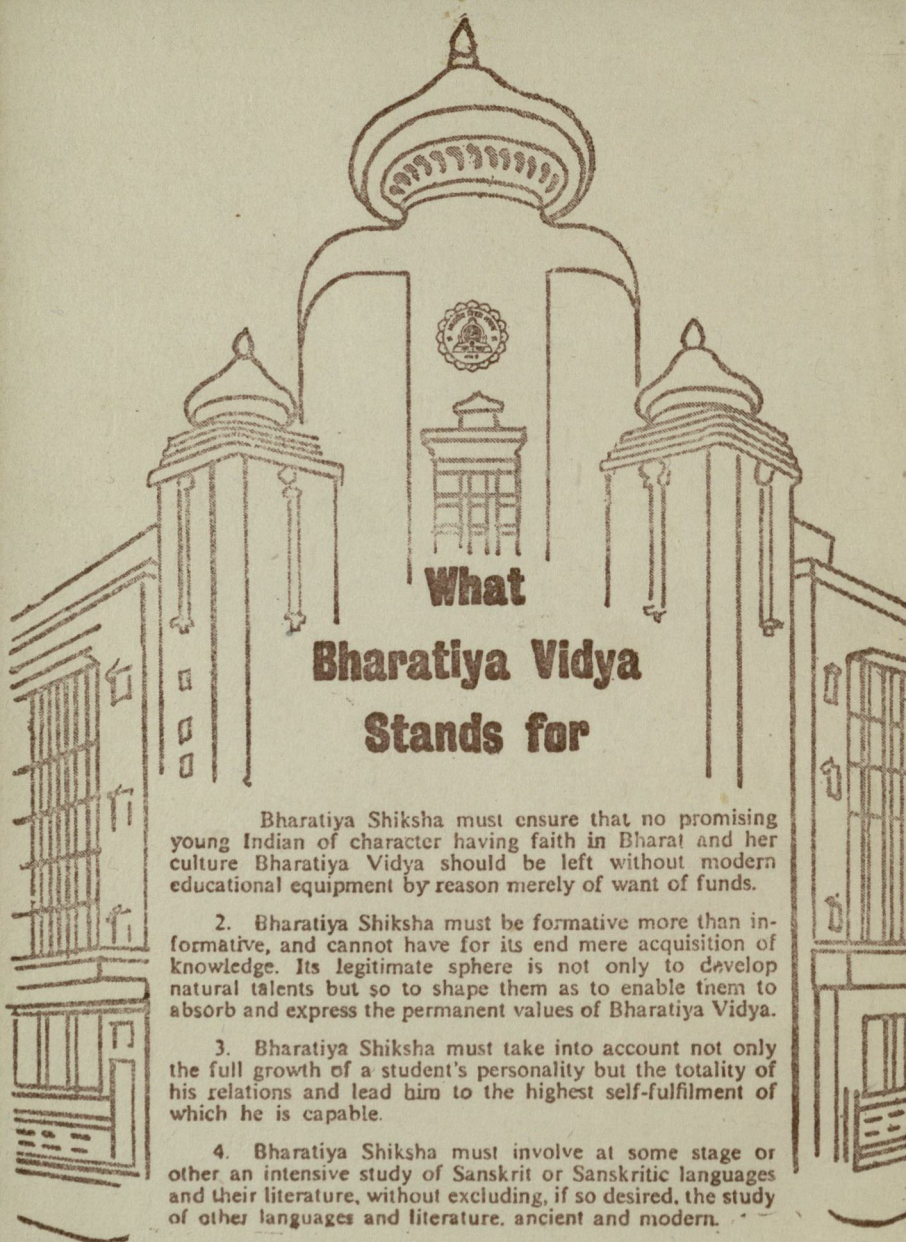 What
Bharatiya Vidya
Stands for
Bharatiya Shiksha must ensure that no promising
young Indian of character having faith in Bharat and her
culture Bharatiya Vidya should be left without modern
educational equipment by reason merely of want of funds.
2. Bharatiya Shiksha must be formative more than in-
formative, and cannot have for its end mere acquisition of
knowledge. Its legitimate sphere is not only to develop
natural talents but so to shape them as to enable them to
absorb and express the permanent values of Bharatiya Vidya.
3. Bharatiya Shiksha must take into account not only
the full growth of a student's personality but the totality of
his relations and lead him to the highest self-fulfilment of
which he is capable.
4. Bharatiya Shiksha must involve at some stage or
other an intensive study of Sanskrit or Sanskritic languages
and their literature, without excluding, if so desired, the study
of other languages and literature, ancient and modern.